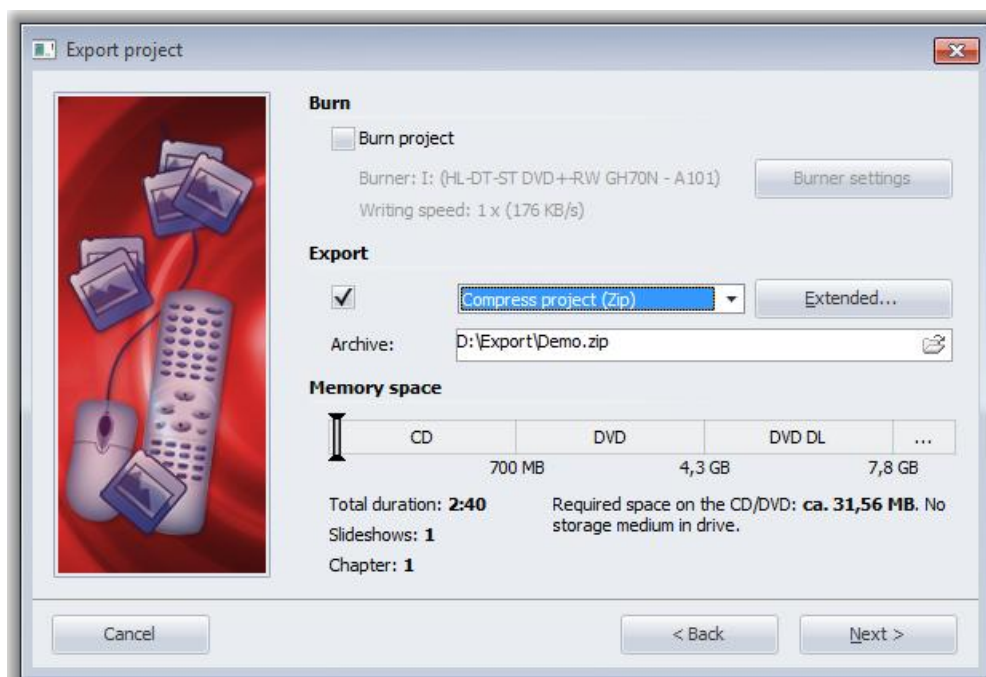 Export project
Burn
Burn project
Burner: I: (HL-DT-ST DVD+-RW GH70N - A101)
Burner settings
Writing speed: 1 x (176 KB/s)
Export
Compress project (Zip)
Extended...
Archive:
D:\Export\Demo.zip
Memory space
CD DVD DVD DL ...
700 MB 4,3 GB 7,8 GB
Total duration: 2:40
Required space on the CD/DVD: ca. 31,56 MB. No
storage medium in drive.
Slideshows: 1
Chapter: 1
Cancel
< Back
Next >